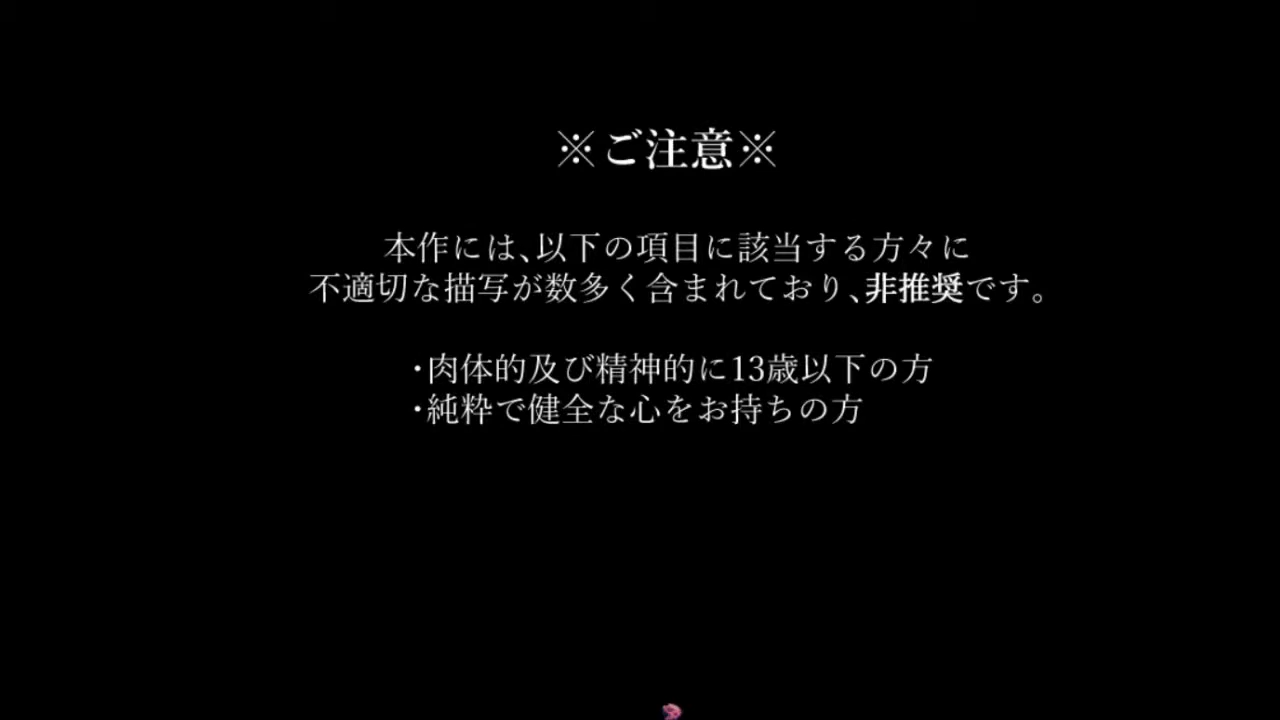 ※ご注意※
本作には、以下の項目に該当する方々に
不適切な描写が数多く含まれており、非推奨です。
・肉体的及び精神的に13歳以下の方
・純粋で健全な心をお持ちの方